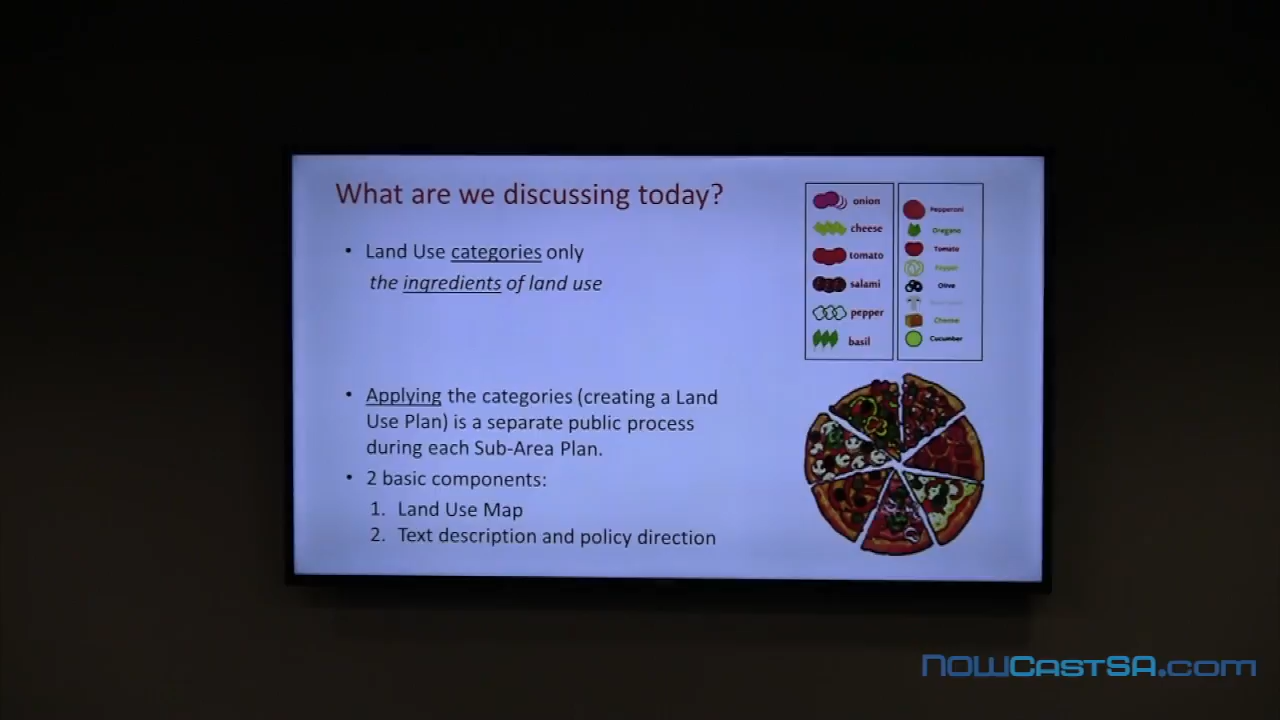 What are we discussing today?
• Land Use categories only
the ingredients of land use
• Applying the categories (creating a Land
Use Plan) is a separate public process
during each Sub-Area Plan.
• 2 basic components:
1. Land Use Map
2. Text description and policy direction
onion
cheese
tomato
salami
pepper
basil
Pepperoni
Oregano
Tomato
Pepper
Olive
Cheese
Cucumber
NOWCASTSA.com